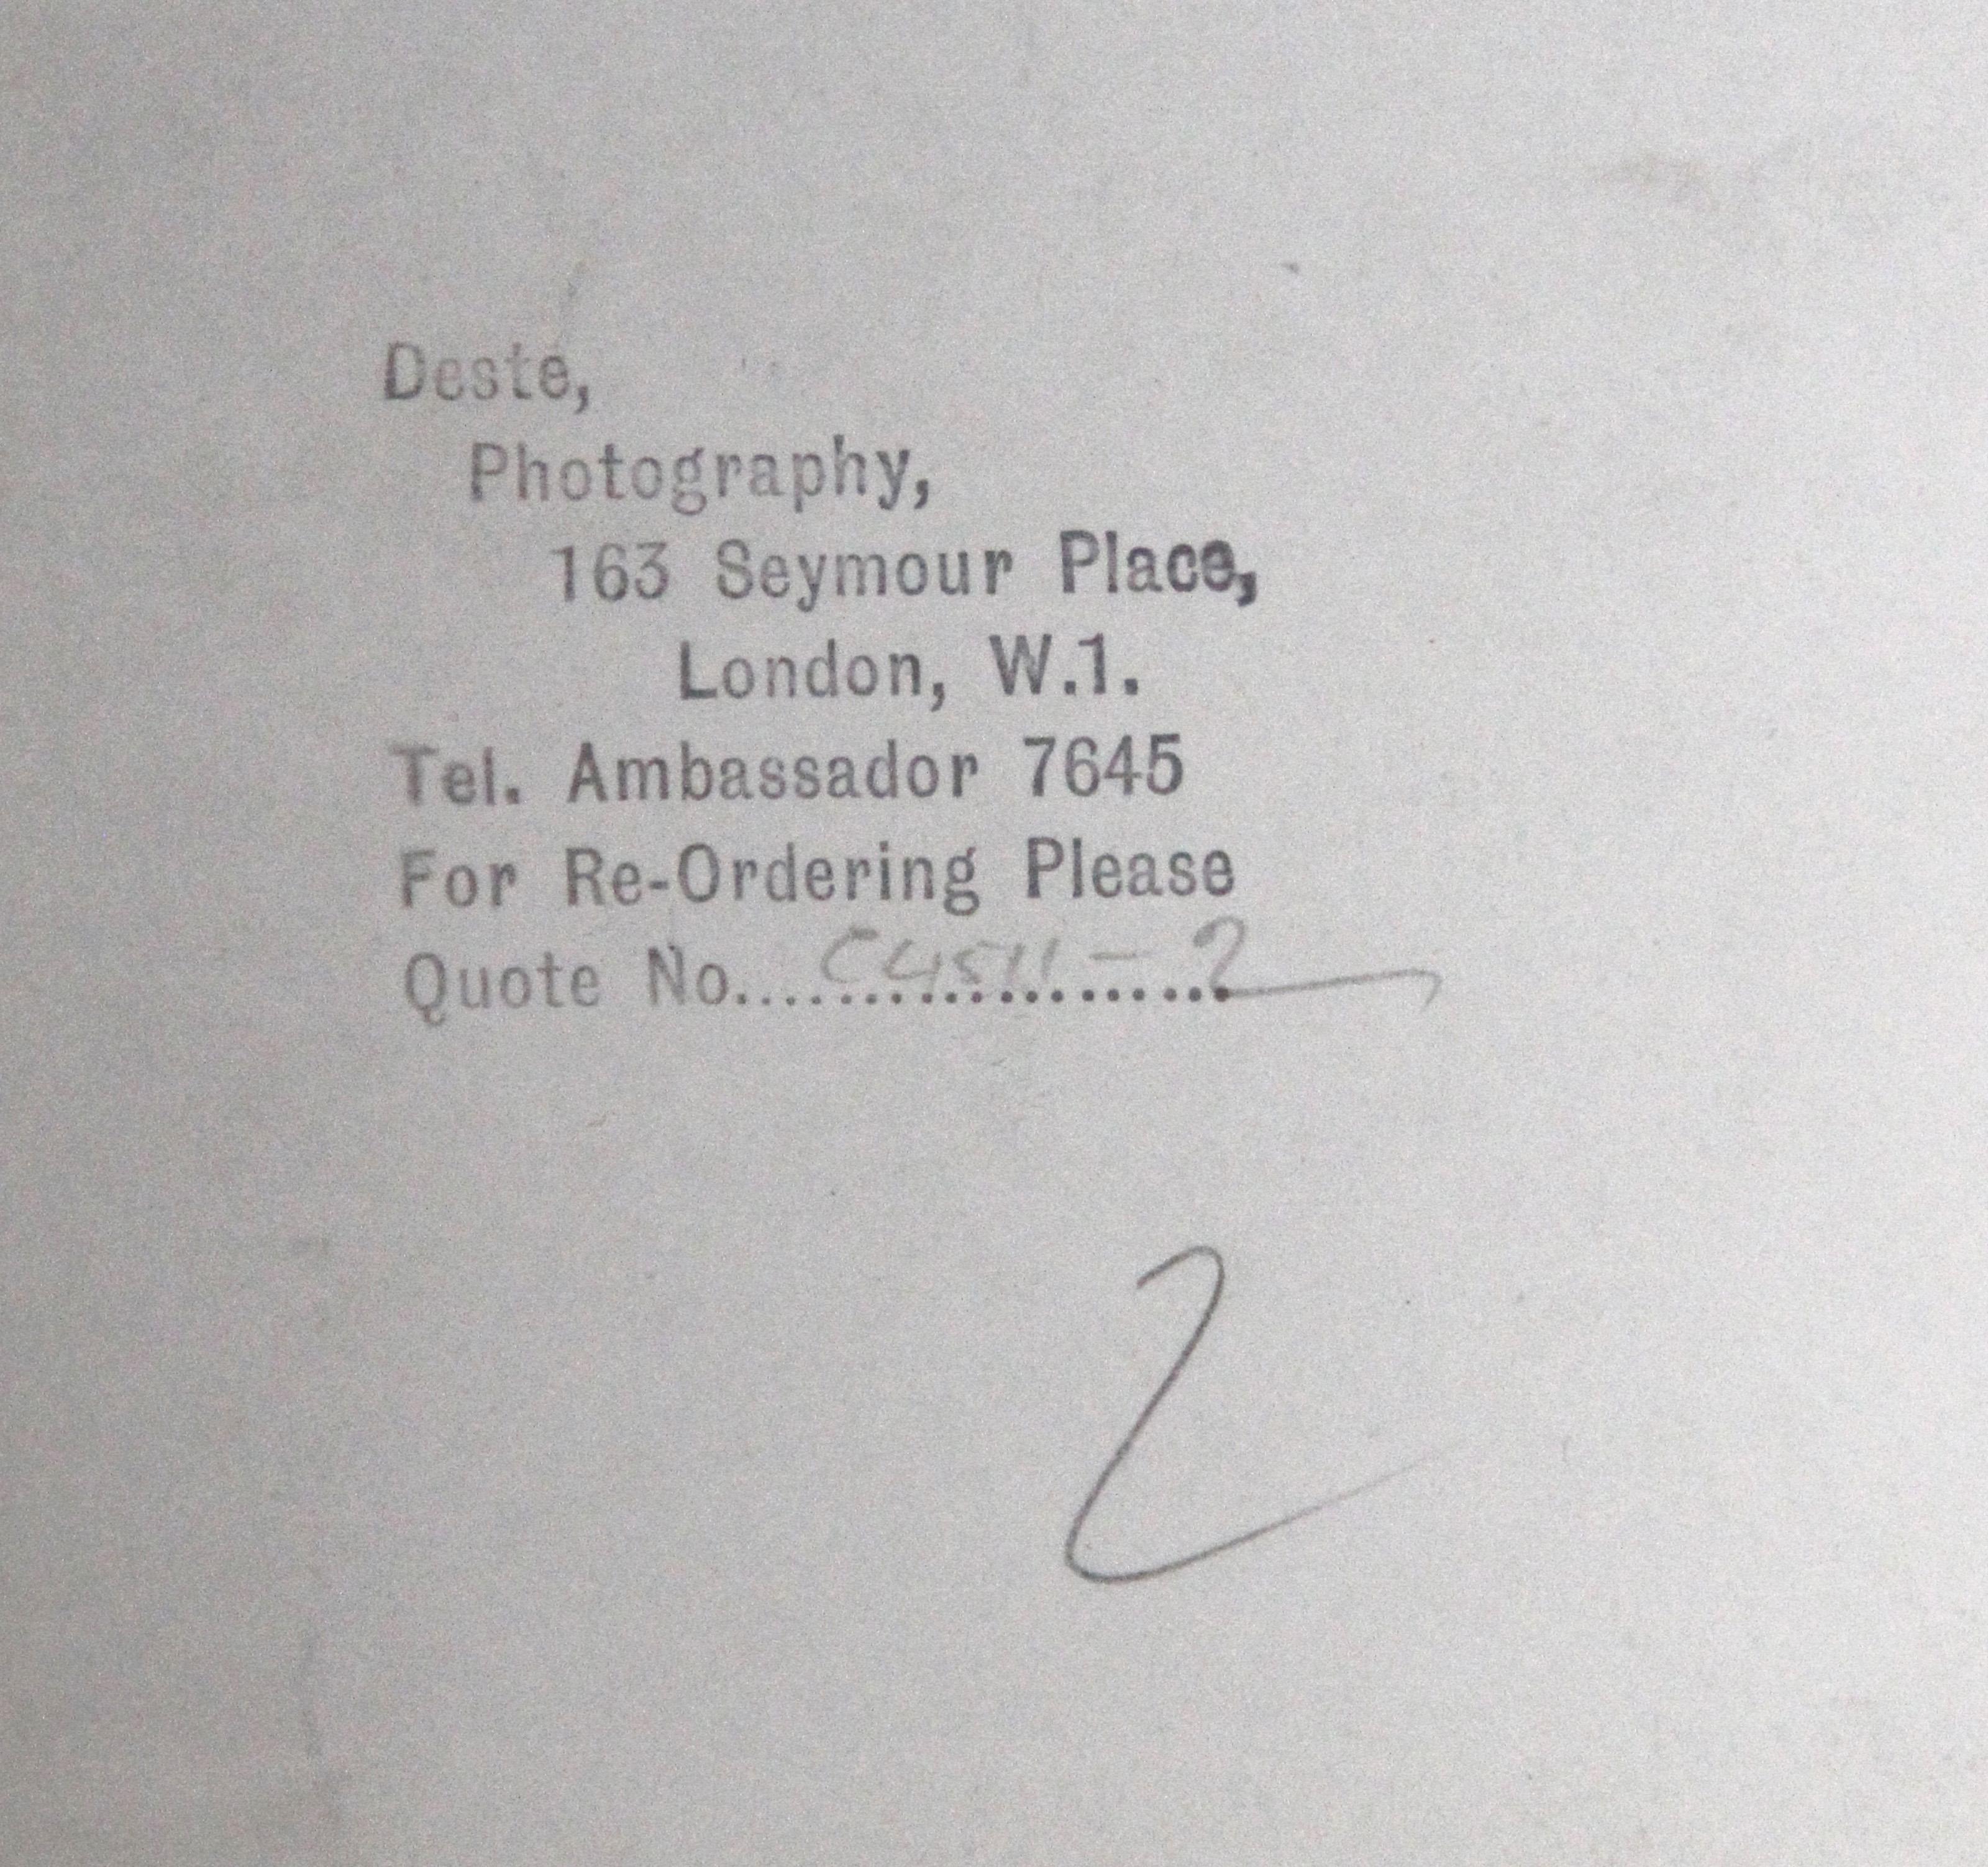 Deste,
Photography,
163 Seymour Place,
London, W.1.
Tel. Ambassador 7645
For Re-Ordering Please
Quote No.................... C4511-2
2